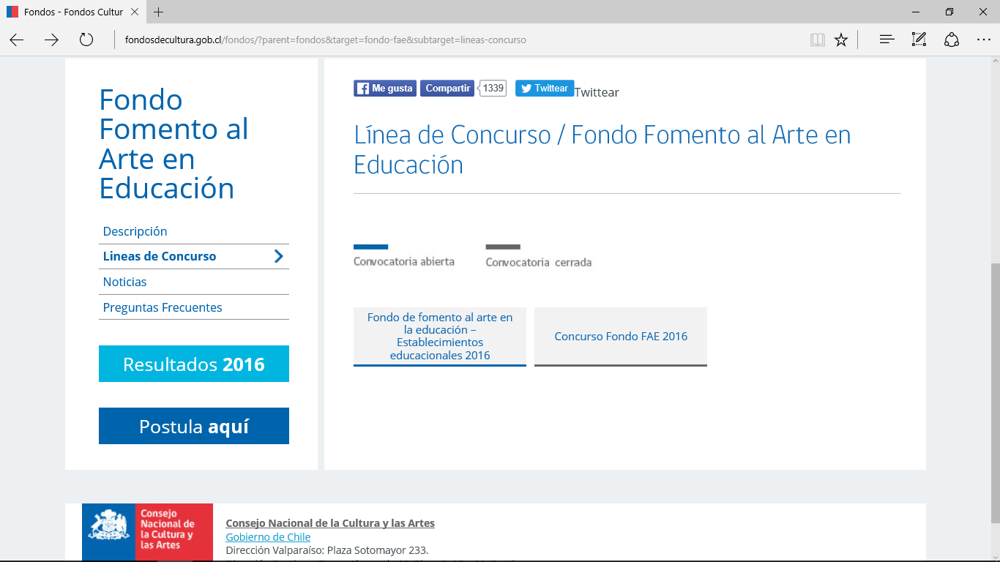 Fondos - Fondos Cultur
fondosdecultura.gob.cl/fondos/?parent=fondos&target=fondo-fae&subtarget=lineas-concurso
Fondo
Fomento al
Arte en
Educación
Descripción
Lineas de Concurso
Noticias
Preguntas Frecuentes
Resultados 2016
Postula aquí
Me gusta Compartir 1339 Twittear Twittear
Línea de Concurso / Fondo Fomento al Arte en
Educación
Convocatoria abierta
Convocatoria cerrada
Fondo de fomento al arte en
la educación –
Establecimientos
educacionales 2016
Concurso Fondo FAE 2016
Consejo
Nacional de
la Cultura y
las Artes
Consejo Nacional de la Cultura y las Artes
Gobierno de Chile
Dirección Valparaíso: Plaza Sotomayor 233.